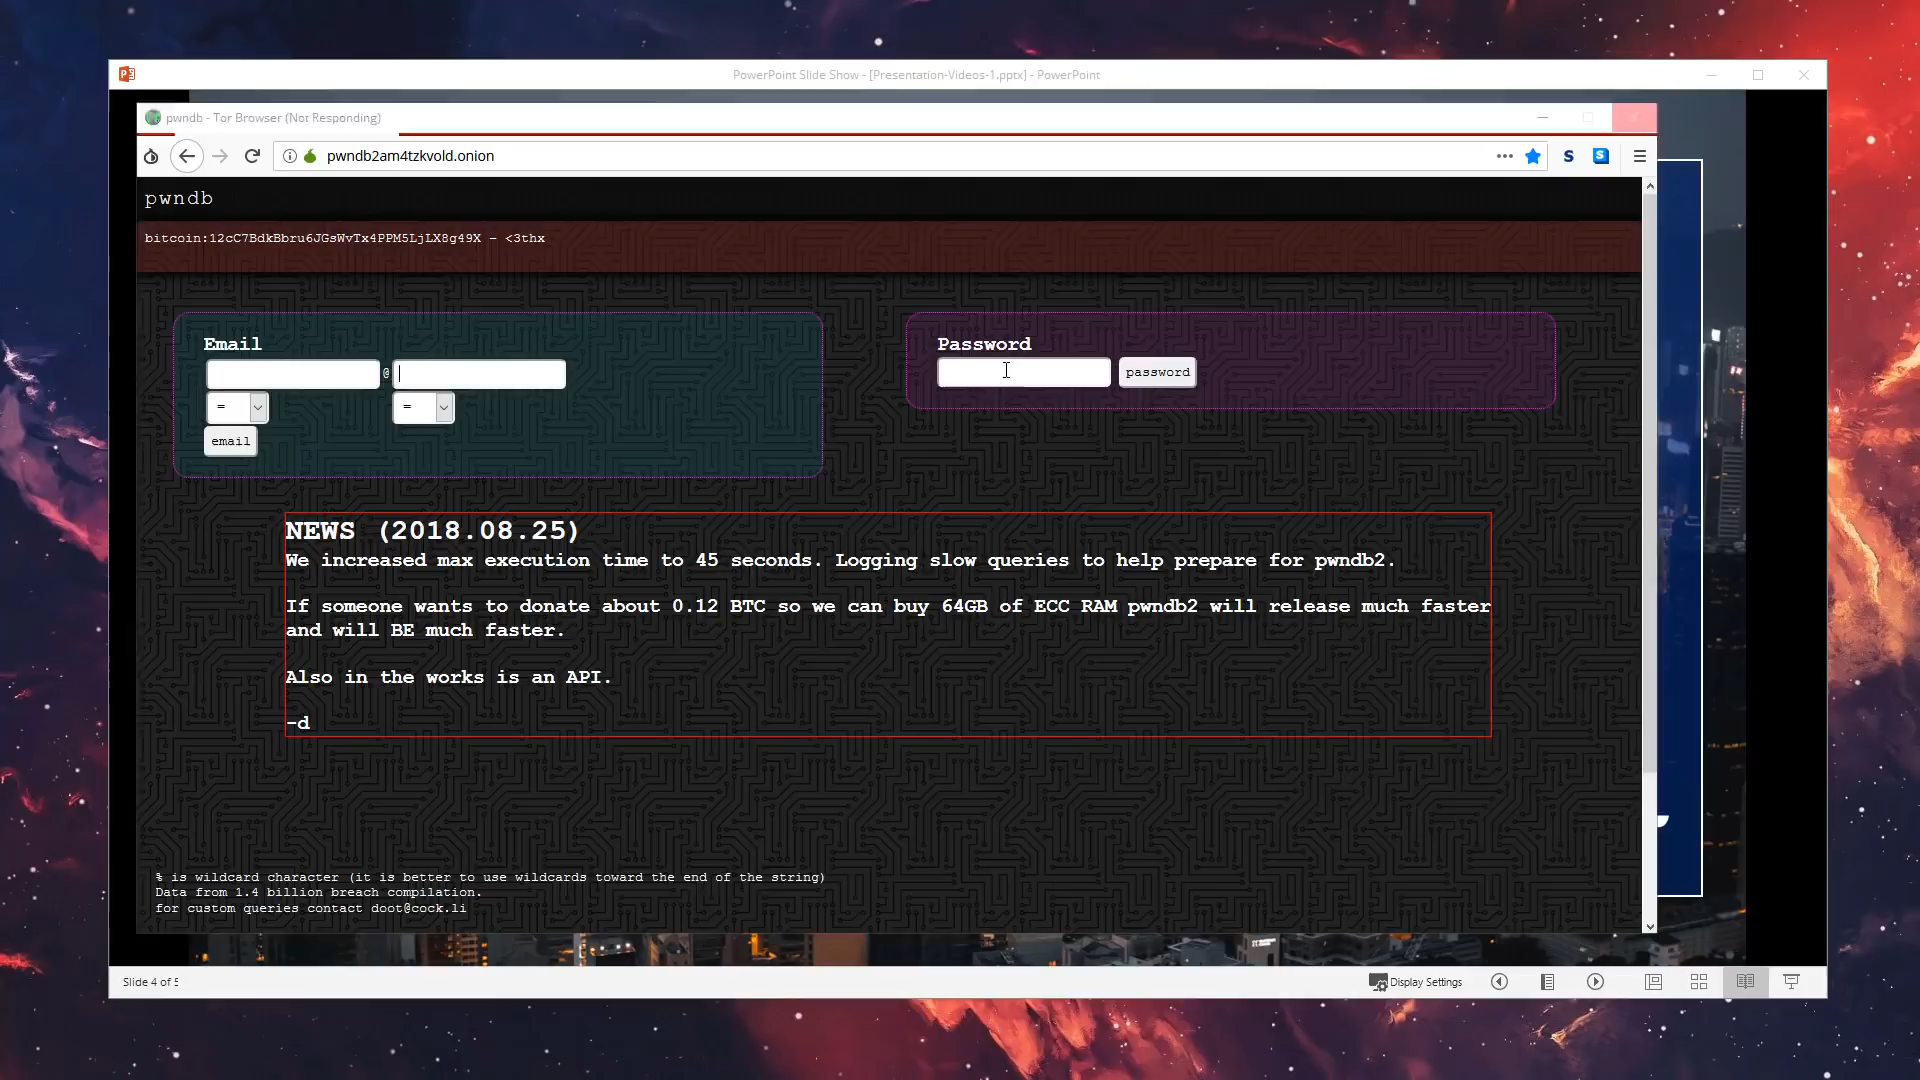 PowerPoint Slide Show - [Presentation-Videos-1.pptx] - PowerPoint
pwndb - Tor Browser (Not Responding)
pwndb2am4tzkvold.onion
pwndb
bitcoin:12cC7BdkBbru6JGsWvTx4PPM5LjLX8g49X - <3thx
Email
Password
@
password
= =
email
NEWS (2018.08.25)
We increased max execution time to 45 seconds. Logging slow queries to help prepare for pwndb2.
If someone wants to donate about 0.12 BTC so we can buy 64GB of ECC RAM pwndb2 will release much faster
and will BE much faster.
Also in the works is an API.
-d
% is wildcard character (it is better to use wildcards toward the end of the string)
Data from 1.4 billion breach compilation.
for custom queries contact doot@cock.li
Slide 4 of 5
Display Settings